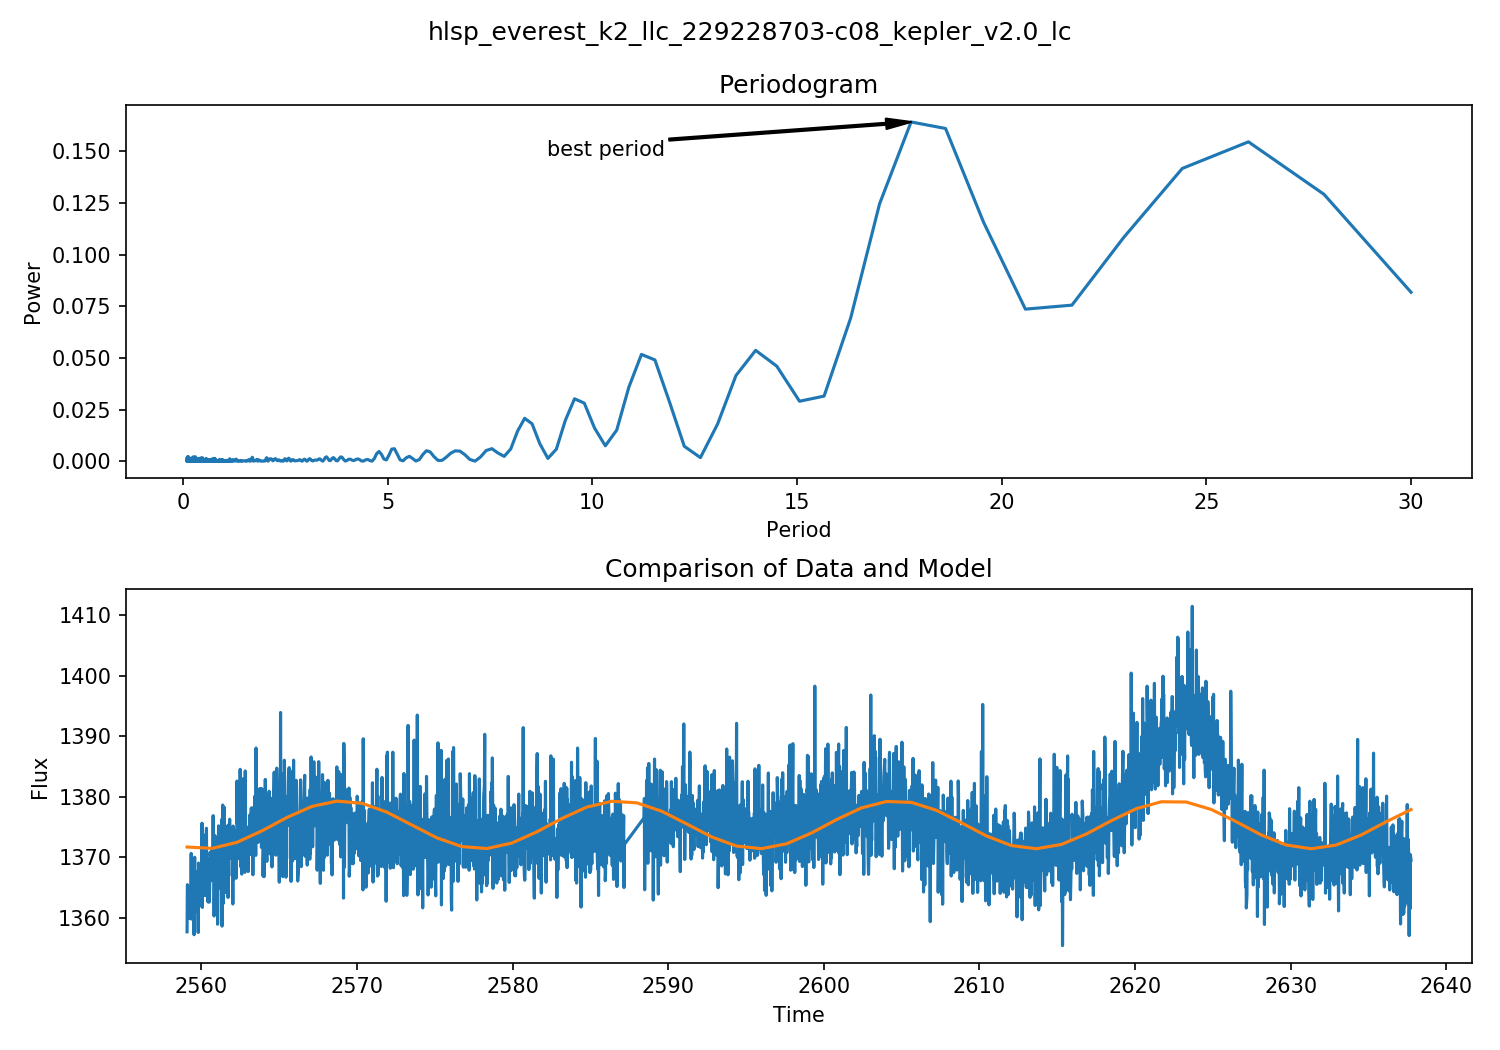 hlsp_everest_k2_llc_229228703-c08_kepler_v2.0_lc
Periodogram
best period
0.150
0.125
0.100
0.075
0.050
0.025
0.000
Power
0 5 10 15 20 25 30
Period
Comparison of Data and Model
1410
1400
1390
1380
1370
1360
Flux
2560 2570 2580 2590 2600 2610 2620 2630 2640
Time